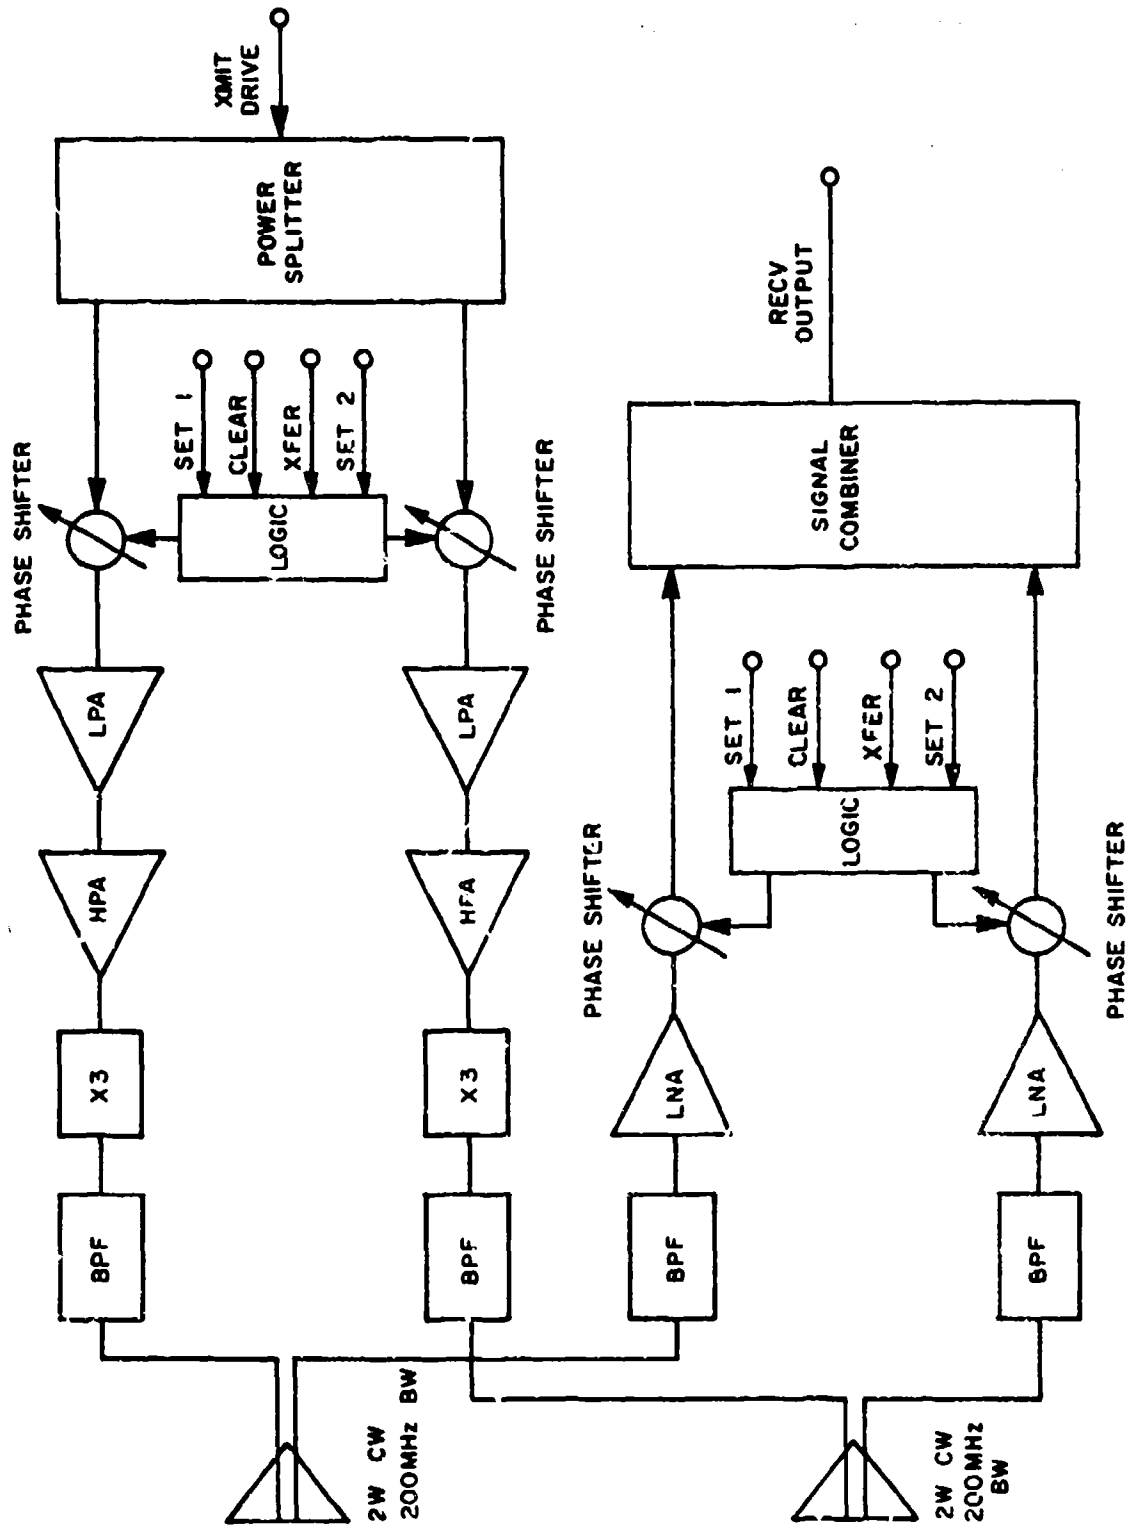 XMIT
DRIVE
POWER
SPLITTER
PHASE SHIFTER
SET 1
CLEAR
XFER
SET 2
LOGIC
PHASE SHIFTER
LPA
LPA
HPA
HPA
X3
X3
BPF
BPF
2W CW
200MHz BW
RECV
OUTPUT
SIGNAL
COMBINER
SET 1
CLEAR
XFER
SET 2
LOGIC
PHASE SHIFTER
PHASE SHIFTER
LNA
LNA
BPF
BPF
2W CW
200MHz
BW